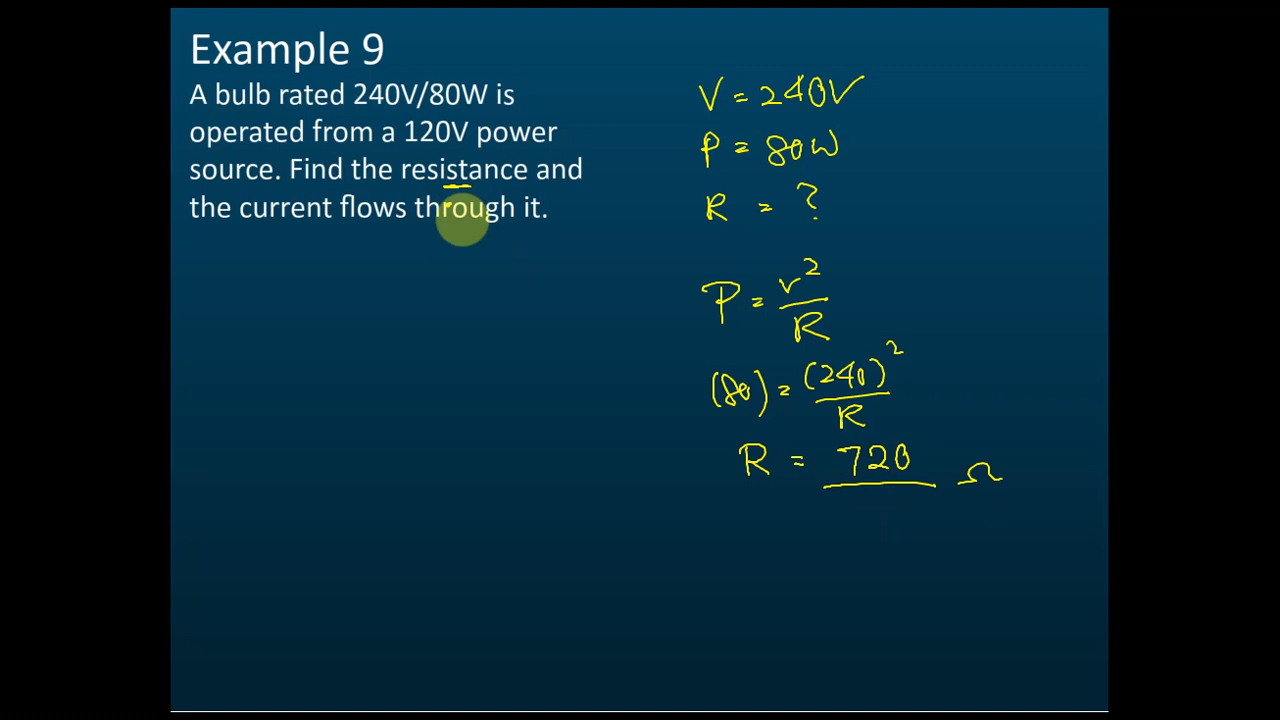 Example 9
A bulb rated 240V/80W is
operated from a 120V power
source. Find the resistance and
the current flows through it.
V = 240V
P = 80W
R = ?
P = V²/R
(80) = (240)²/R
R = 720 Ω